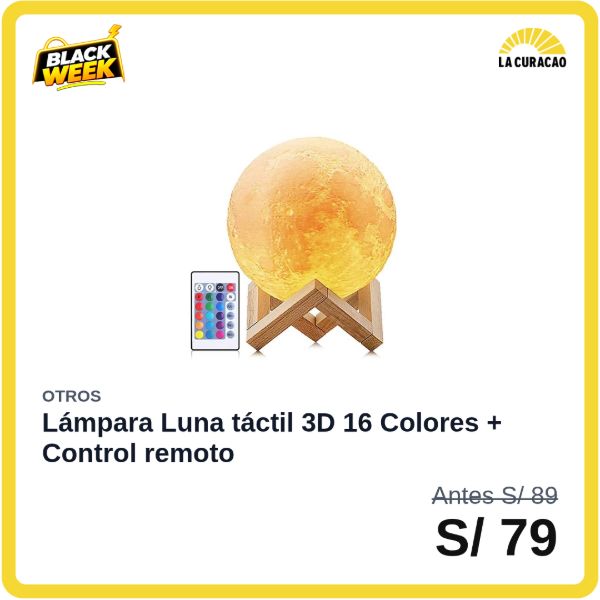 BLACK
WEEK
LA CURACAO
OTROS
Lámpara Luna táctil 3D 16 Colores +
Control remoto
Antes S/ 89
S/ 79